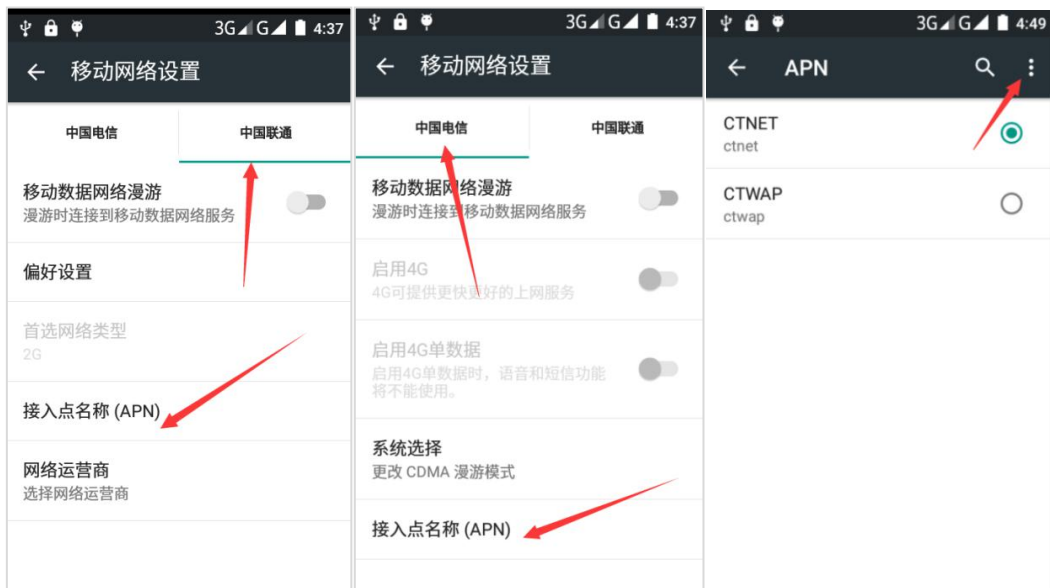 3G G 4:37
移动网络设置
中国电信 中国联通
移动数据网络漫游
漫游时连接到移动数据网络服务
偏好设置
首选网络类型
2G
接入点名称 (APN)
网络运营商
选择网络运营商
3G G 4:37
移动网络设置
中国电信 中国联通
移动数据网络漫游
漫游时连接到移动数据网络服务
启用4G
4G可提供更快更好的上网服务
启用4G单数据
启用4G单数据时，语音和短信功能
将不能使用。
系统选择
更改 CDMA 漫游模式
接入点名称 (APN)
3G G 4:49
APN
CTNET
ctnet
CTWAP
ctwap